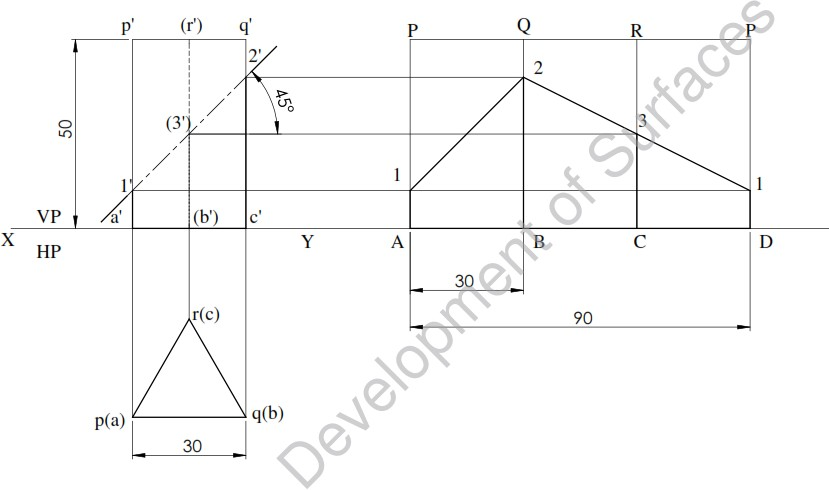 p' (r') q' P Q R P
2' 2
50 45°
(3') 3
1' 1 1
VP a' (b') c'
X Y A B C D
HP
30
r(c) 90
p(a) q(b)
30
Development of Surfaces